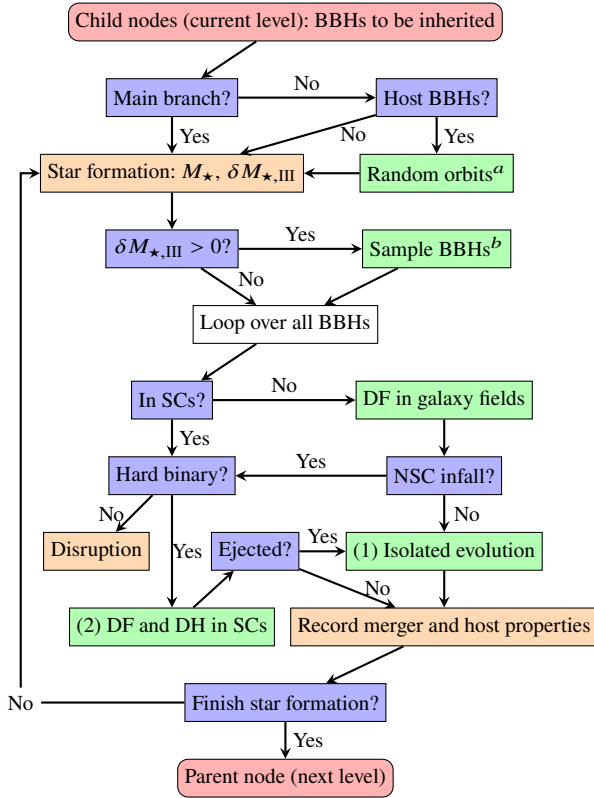 Child nodes (current level): BBHs to be inherited
No
Main branch?
Host BBHs?
Yes
No
Yes
Star formation: M★, δM★,III
Random orbitsᵃ
δM★,III > 0?
Yes
Sample BBHsᵇ
No
Loop over all BBHs
In SCs?
No
DF in galaxy fields
Yes
Hard binary?
Yes
NSC infall?
No
No
Disruption
Yes
Ejected?
Yes
(1) Isolated evolution
No
(2) DF and DH in SCs
Record merger and host properties
No
Finish star formation?
Yes
Parent node (next level)